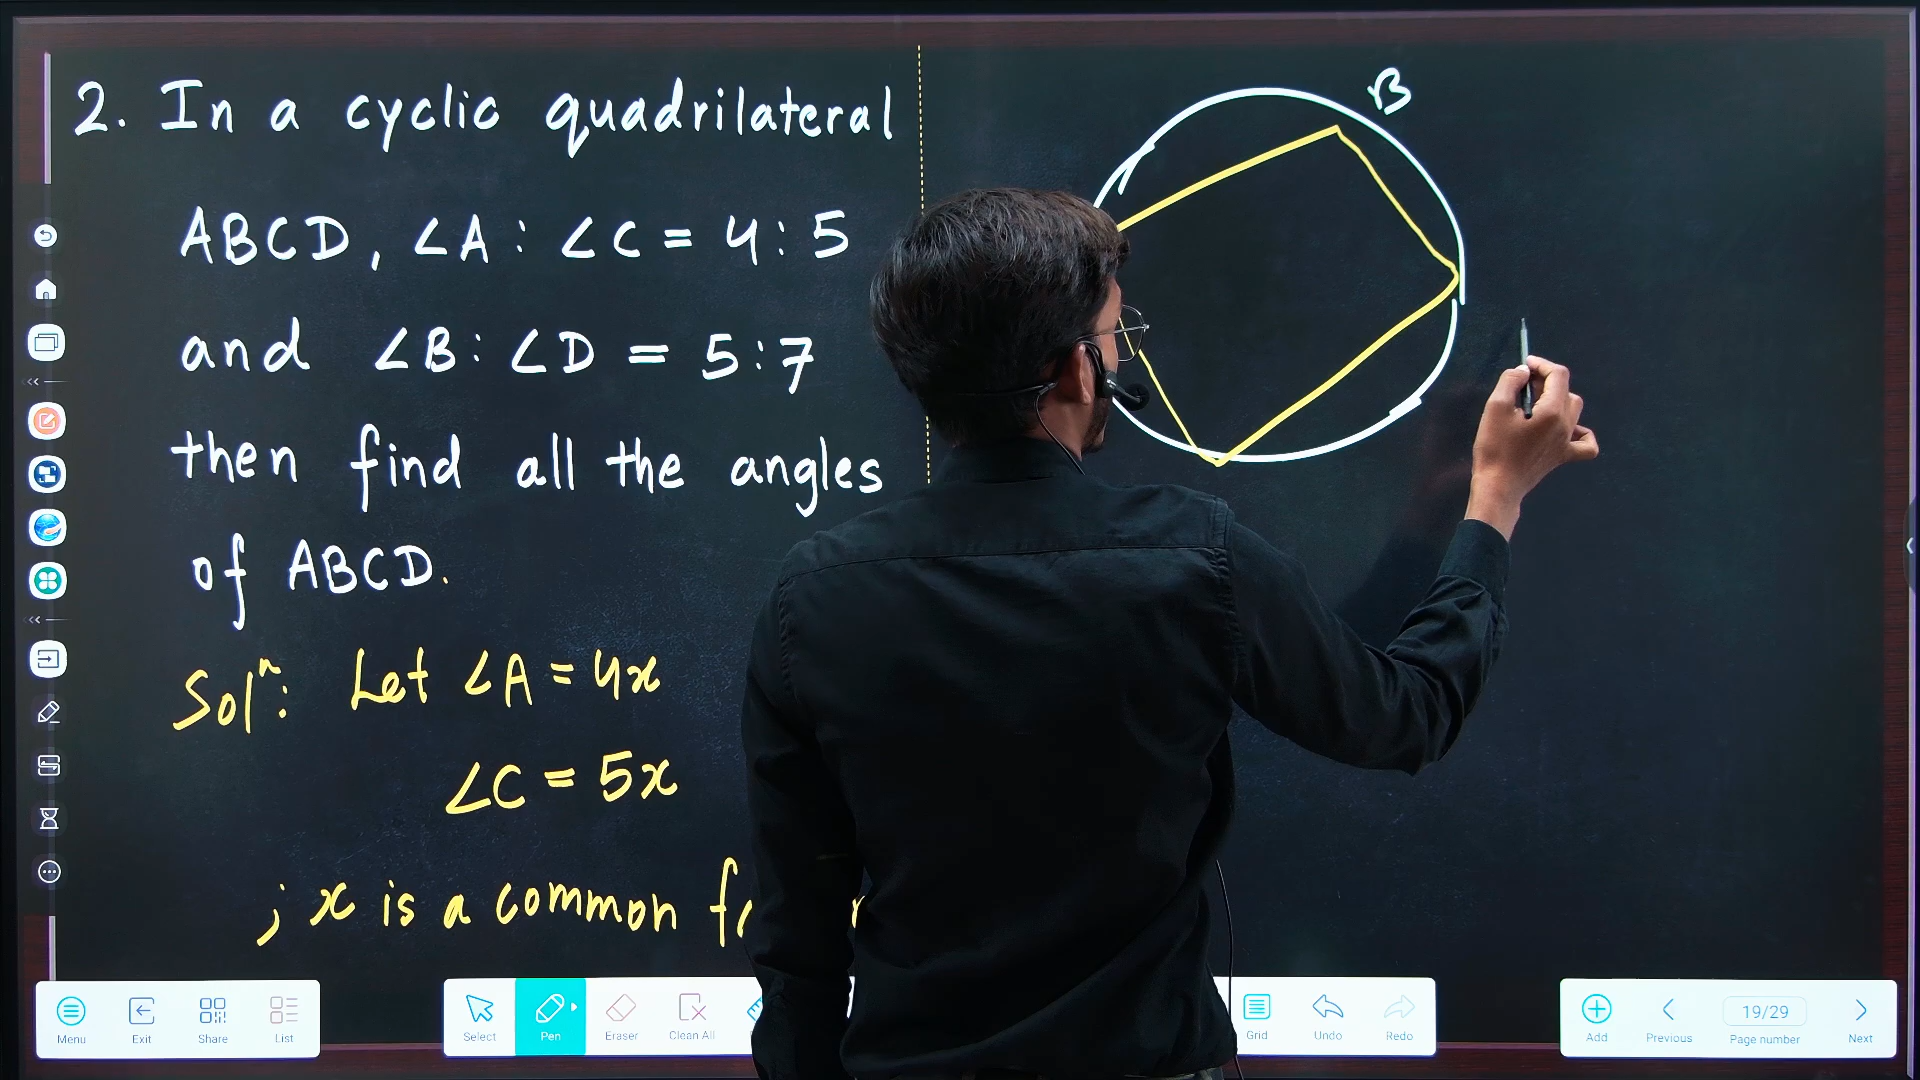 2. In a cyclic quadrilateral
ABCD, ∠A : ∠C = 4 : 5
and ∠B : ∠D = 5 : 7
then find all the angles
of ABCD.
Solⁿ: Let ∠A = 4x
∠C = 5x
; x is a common
B
Menu
Exit
Share
List
Select
Pen
Eraser
Clean All
Grid
Undo
Redo
Add
Previous
19/29
Page number
Next